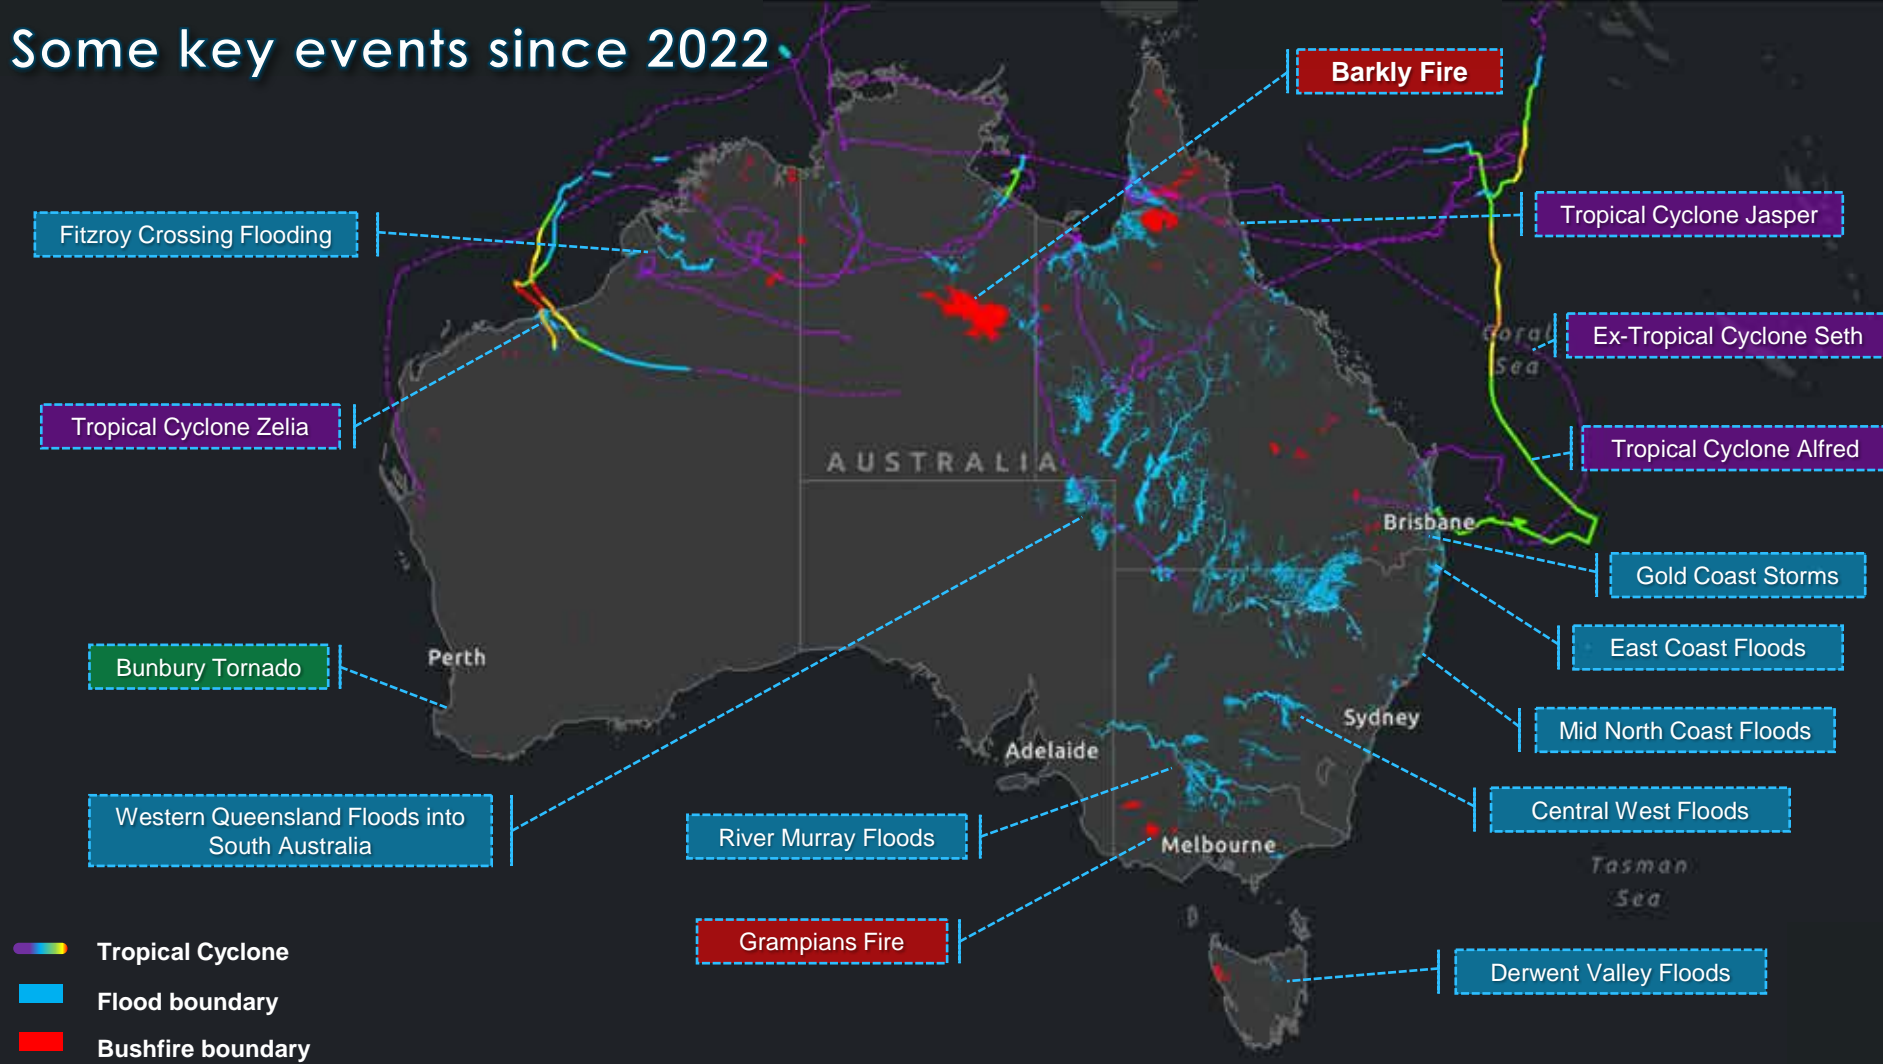 Some key events since 2022
Barkly Fire
Tropical Cyclone Jasper
Fitzroy Crossing Flooding
Ex-Tropical Cyclone Seth
Coral
Sea
Tropical Cyclone Zelia
Tropical Cyclone Alfred
AUSTRALIA
Brisbane
Gold Coast Storms
East Coast Floods
Bunbury Tornado
Perth
Mid North Coast Floods
Sydney
Adelaide
Western Queensland Floods into
South Australia
River Murray Floods
Central West Floods
Melbourne
Tasman
Sea
Grampians Fire
Derwent Valley Floods
Tropical Cyclone
Flood boundary
Bushfire boundary